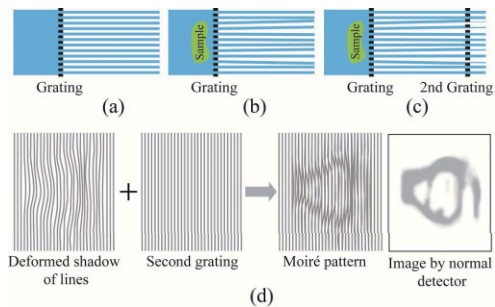 Sample
Sample
Grating
Grating
Grating
2nd Grating
(a)
(b)
(c)
Deformed shadow
of lines
Second grating
Moiré pattern
Image by normal
detector
(d)